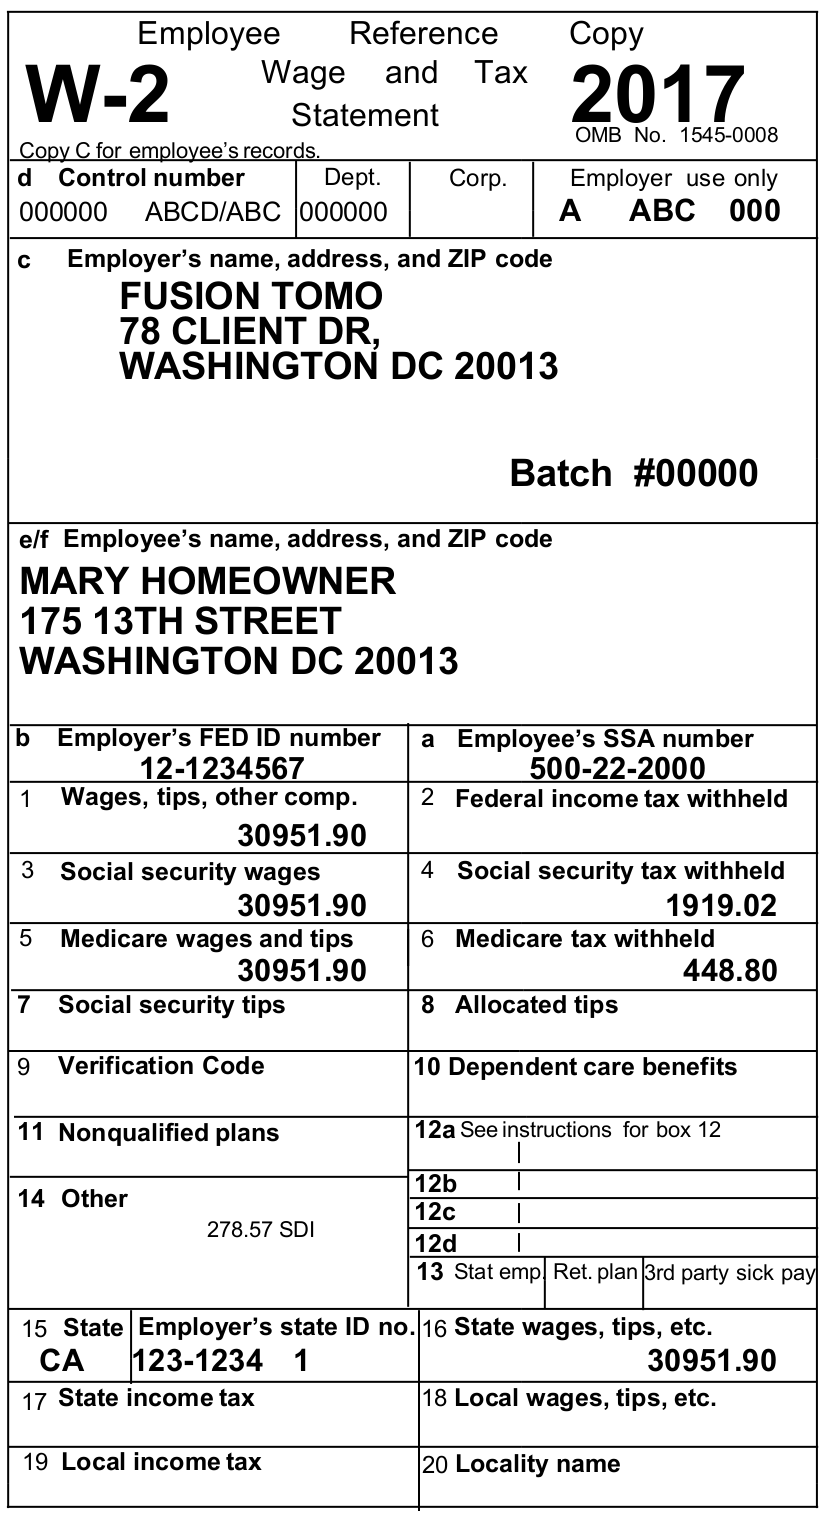 Employee Reference Copy
W-2 Wage and Tax 2017
Statement
OMB No. 1545-0008
Copy C for employee's records.
d Control number Dept. Corp. Employer use only
000000 ABCD/ABC 000000 A ABC 000
c Employer's name, address, and ZIP code
FUSION TOMO
78 CLIENT DR,
WASHINGTON DC 20013
Batch #00000
e/f Employee's name, address, and ZIP code
MARY HOMEOWNER
175 13TH STREET
WASHINGTON DC 20013
b Employer's FED ID number a Employee's SSA number
12-1234567 500-22-2000
1 Wages, tips, other comp. 2 Federal income tax withheld
30951.90
3 Social security wages 4 Social security tax withheld
30951.90 1919.02
5 Medicare wages and tips 6 Medicare tax withheld
30951.90 448.80
7 Social security tips 8 Allocated tips
9 Verification Code 10 Dependent care benefits
11 Nonqualified plans 12a See instructions for box 12
12b
14 Other 12c
278.57 SDI
12d
13 Stat emp. Ret. plan 3rd party sick pay
15 State Employer's state ID no. 16 State wages, tips, etc.
CA 123-1234 1 30951.90
17 State income tax 18 Local wages, tips, etc.
19 Local income tax 20 Locality name